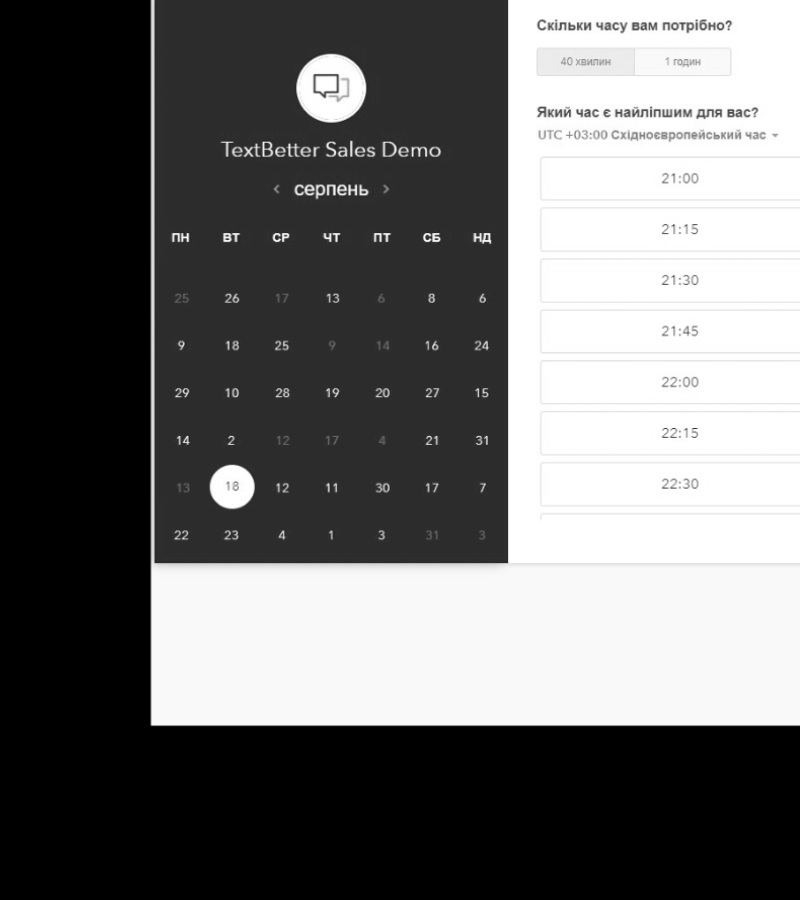 TextBetter Sales Demo
‹ серпень ›
ПН ВТ СР ЧТ ПТ СБ НД
25 26 17 13 6 8 6
9 18 25 9 14 16 24
29 10 28 19 20 27 15
14 2 12 17 4 21 31
13 18 12 11 30 17 7
22 23 4 1 3 31 3
Скільки часу вам потрібно?
40 хвилин 1 годин
Який час є найліпшим для вас?
UTC +03:00 Східноєвропейський час
21:00
21:15
21:30
21:45
22:00
22:15
22:30